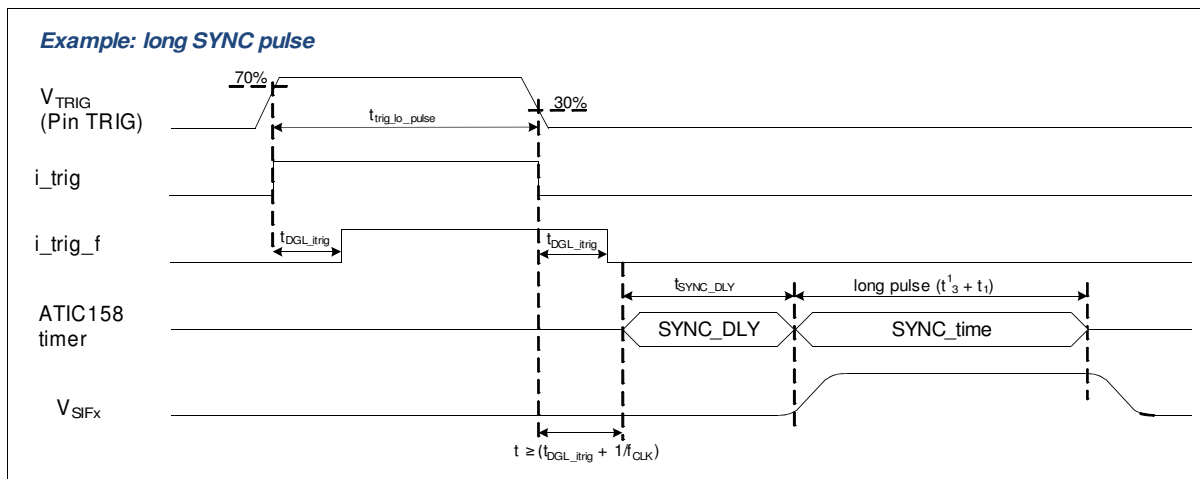 Example: long SYNC pulse
70%
VTRIG
(Pin TRIG)
30%
ttrig_lo_pulse
i_trig
i_trig_f
tDGL_itrig
tDGL_itrig
tSYNC_DLY
long pulse (t¹3 + t1)
ATIC158
timer
SYNC_DLY
SYNC_time
VSIFx
t ≥ (tDGL_itrig + 1/fCLK)